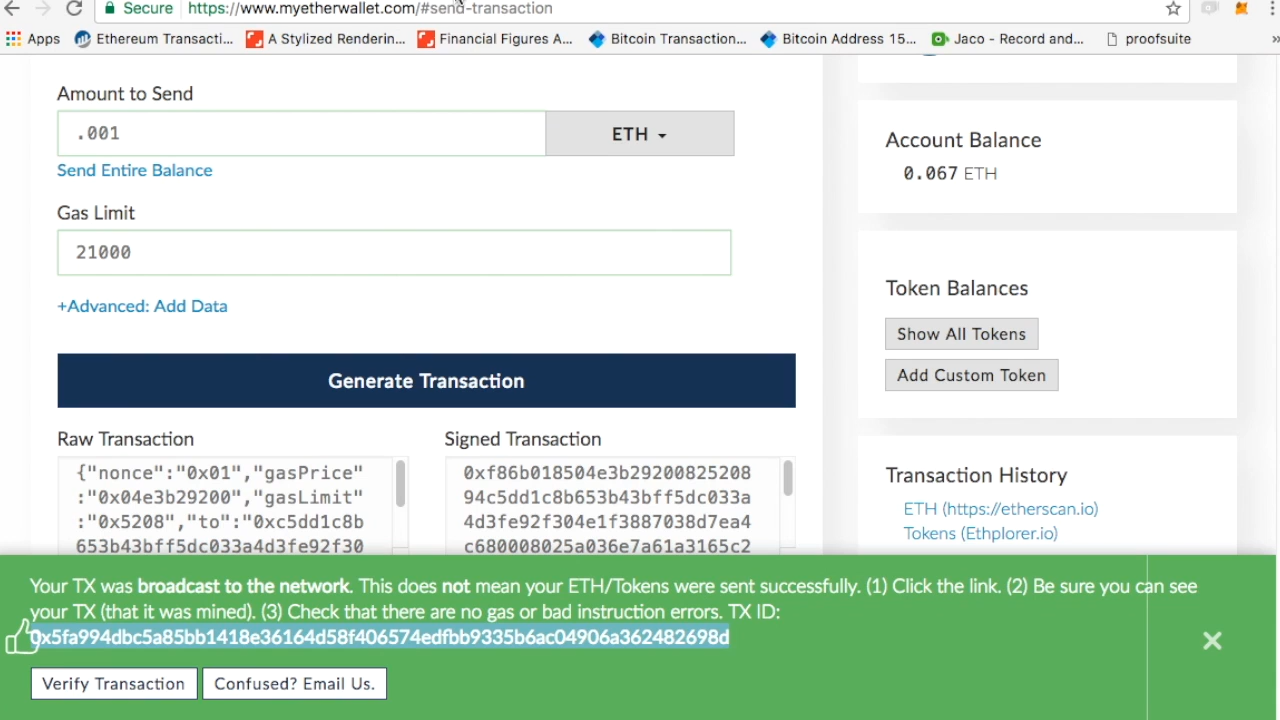 Secure https://www.myetherwallet.com/#send-transaction
Apps Ethereum Transacti... A Stylized Renderin... Financial Figures A... Bitcoin Transaction... Bitcoin Address 15... Jaco - Record and... proofsuite »
Amount to Send
.001 ETH
Send Entire Balance
Gas Limit
21000
+Advanced: Add Data
Generate Transaction
Raw Transaction
{"nonce":"0x01","gasPrice"
:"0x04e3b29200","gasLimit"
:"0x5208","to":"0xc5dd1c8b
653b43bff5dc033a4d3fe92f30
Signed Transaction
0xf86b018504e3b29200825208
94c5dd1c8b653b43bff5dc033a
4d3fe92f304e1f3887038d7ea4
c680008025a036e7a61a3165c2
Account Balance
0.067 ETH
Token Balances
Show All Tokens
Add Custom Token
Transaction History
ETH (https://etherscan.io)
Tokens (Ethplorer.io)
Your TX was broadcast to the network. This does not mean your ETH/Tokens were sent successfully. (1) Click the link. (2) Be sure you can see
your TX (that it was mined). (3) Check that there are no gas or bad instruction errors. TX ID:
0x5fa994dbc5a85bb1418e36164d58f406574edfbb9335b6ac04906a362482698d
Verify Transaction Confused? Email Us.